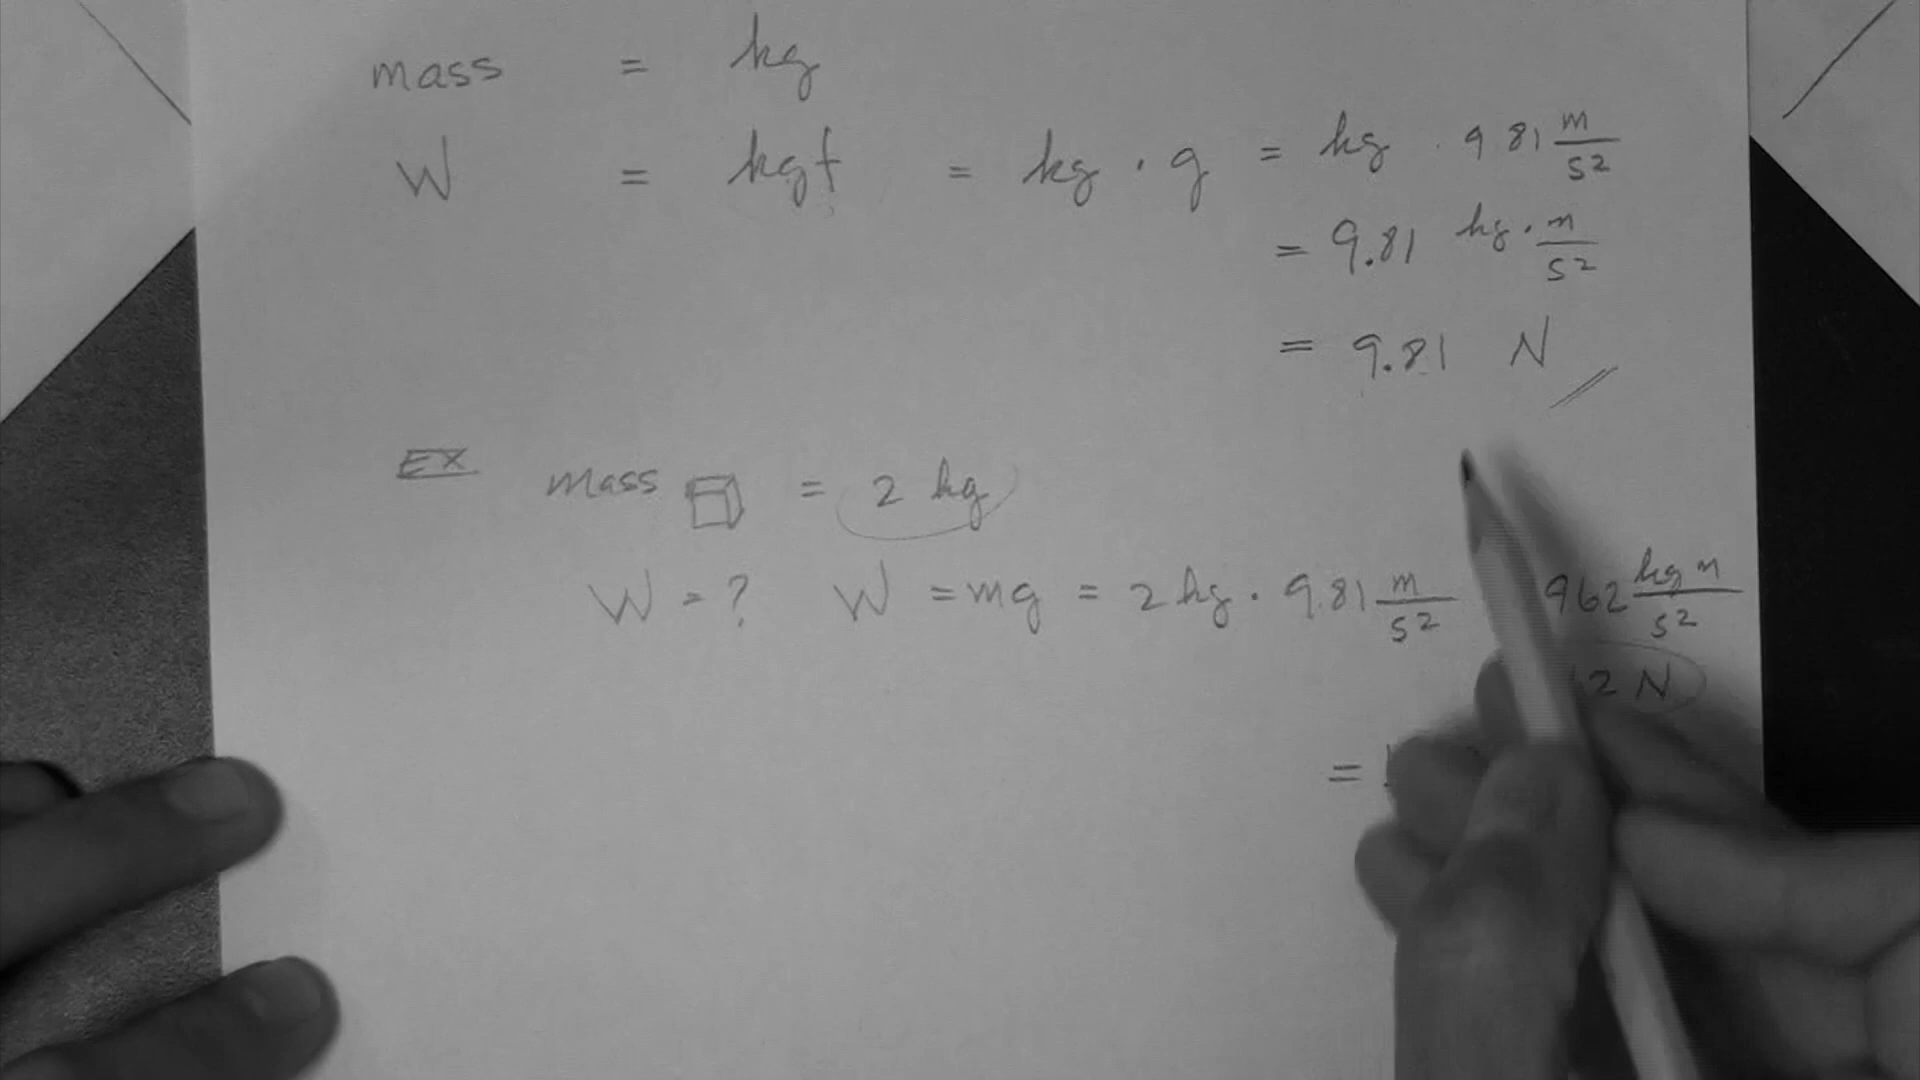 mass = kg
W = kgf = kg · g = kg · 9 81 m/s2
= 9.81 kg · m/s2
= 9.81 N
EX mass = 2 kg
W = ? W = mg = 2 kg · 9.81 m/s2 962 kg m/s2
2 N
=